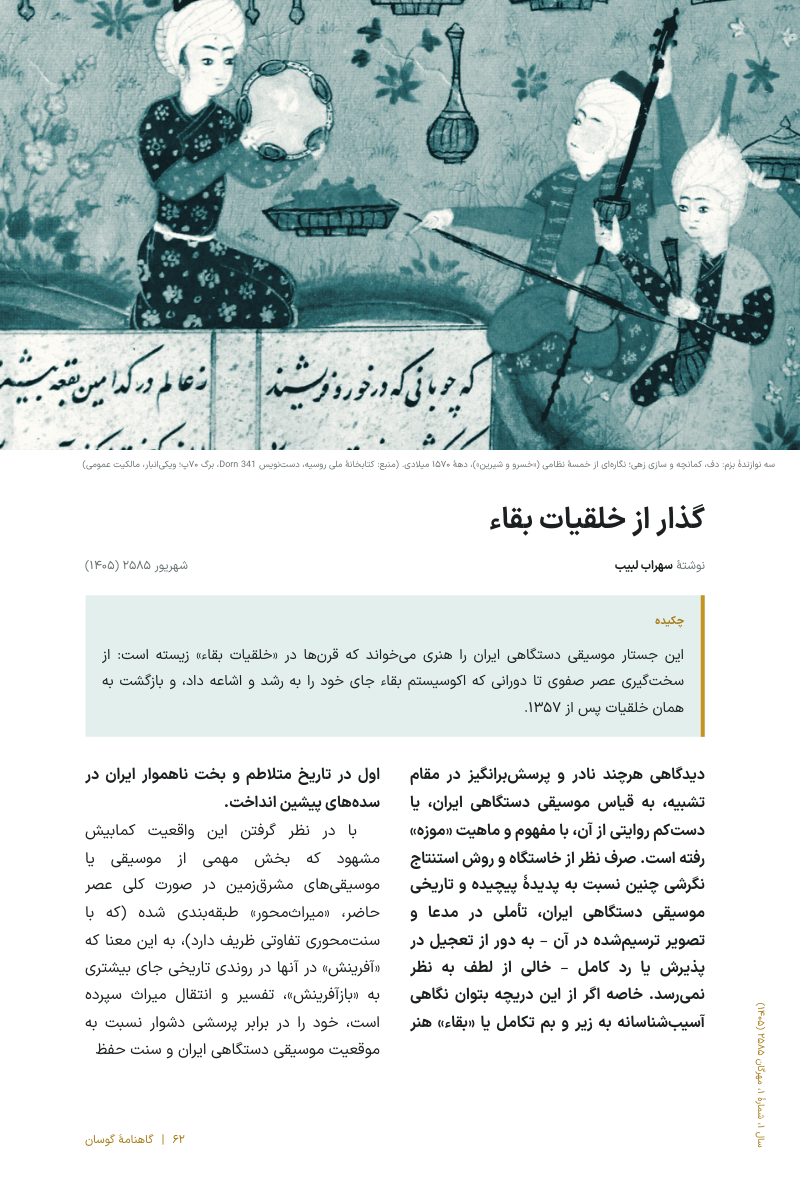 که چو بانی که در خور و فریشند
ز عالم در کدامین بقعه بیشند
سه نوازندهٔ بزم: دف، کمانچه و سازی زهی؛ نگاره‌ای از خمسهٔ نظامی («خسرو و شیرین»)، دههٔ ۱۵۷۰ میلادی. (منبع: کتابخانهٔ ملی روسیه، دست‌نویس Dorn 341، برگ ۷۰پ؛ ویکی‌انبار، مالکیت عمومی)
گذار از خلقیات بقاء
نوشتهٔ سهراب لبیب
شهریور ۲۵۸۵ (۱۴۰۵)
چکیده
این جستار موسیقی دستگاهی ایران را هنری می‌خواند که قرن‌ها در «خلقیات بقاء» زیسته است: از
سخت‌گیری عصر صفوی تا دورانی که اکوسیستم بقاء جای خود را به رشد و اشاعه داد، و بازگشت به
همان خلقیات پس از ۱۳۵۷.
دیدگاهی هرچند نادر و پرسش‌برانگیز در مقام
تشبیه، به قیاس موسیقی دستگاهی ایران، یا
دست‌کم روایتی از آن، با مفهوم و ماهیت «موزه»
رفته است. صرف نظر از خاستگاه و روش استنتاج
نگرشی چنین نسبت به پدیدهٔ پیچیده و تاریخی
موسیقی دستگاهی ایران، تأملی در مدعا و
تصویر ترسیم‌شده در آن – به دور از تعجیل در
پذیرش یا رد کامل – خالی از لطف به نظر
نمی‌رسد. خاصه اگر از این دریچه بتوان نگاهی
آسیب‌شناسانه به زیر و بم تکامل یا «بقاء» هنر
اول در تاریخ متلاطم و بخت ناهموار ایران در
سده‌های پیشین انداخت.
با در نظر گرفتن این واقعیت کمابیش
مشهود که بخش مهمی از موسیقی یا
موسیقی‌های مشرق‌زمین در صورت کلی عصر
حاضر، «میراث‌محور» طبقه‌بندی شده (که با
سنت‌محوری تفاوتی ظریف دارد)، به این معنا که
«آفرینش» در آنها در روندی تاریخی جای بیشتری
به «بازآفرینش»، تفسیر و انتقال میراث سپرده
است، خود را در برابر پرسشی دشوار نسبت به
موقعیت موسیقی دستگاهی ایران و سنت حفظ
سال ۱، شمارهٔ ۱، مهرگان ۲۵۸۵ (۱۴۰۵)
۶۲ | گاهنامهٔ گوسان